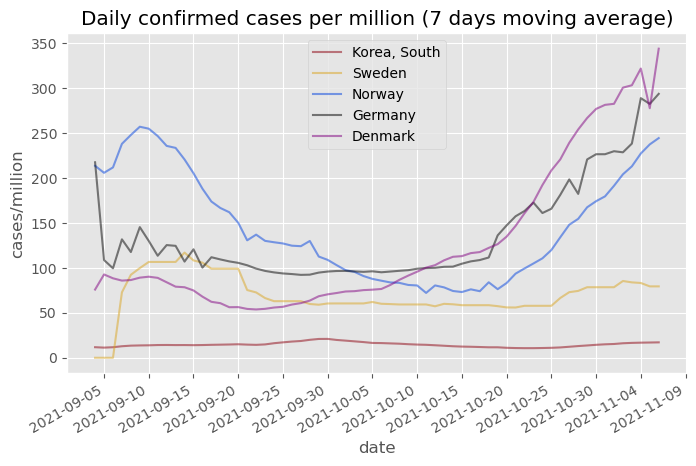 Daily confirmed cases per million (7 days moving average)
350
300
250
200
150
100
50
0
cases/million
Korea, South
Sweden
Norway
Germany
Denmark
2021-09-05
2021-09-10
2021-09-15
2021-09-20
2021-09-25
2021-09-30
2021-10-05
2021-10-10
2021-10-15
2021-10-20
2021-10-25
2021-10-30
2021-11-04
2021-11-09
date